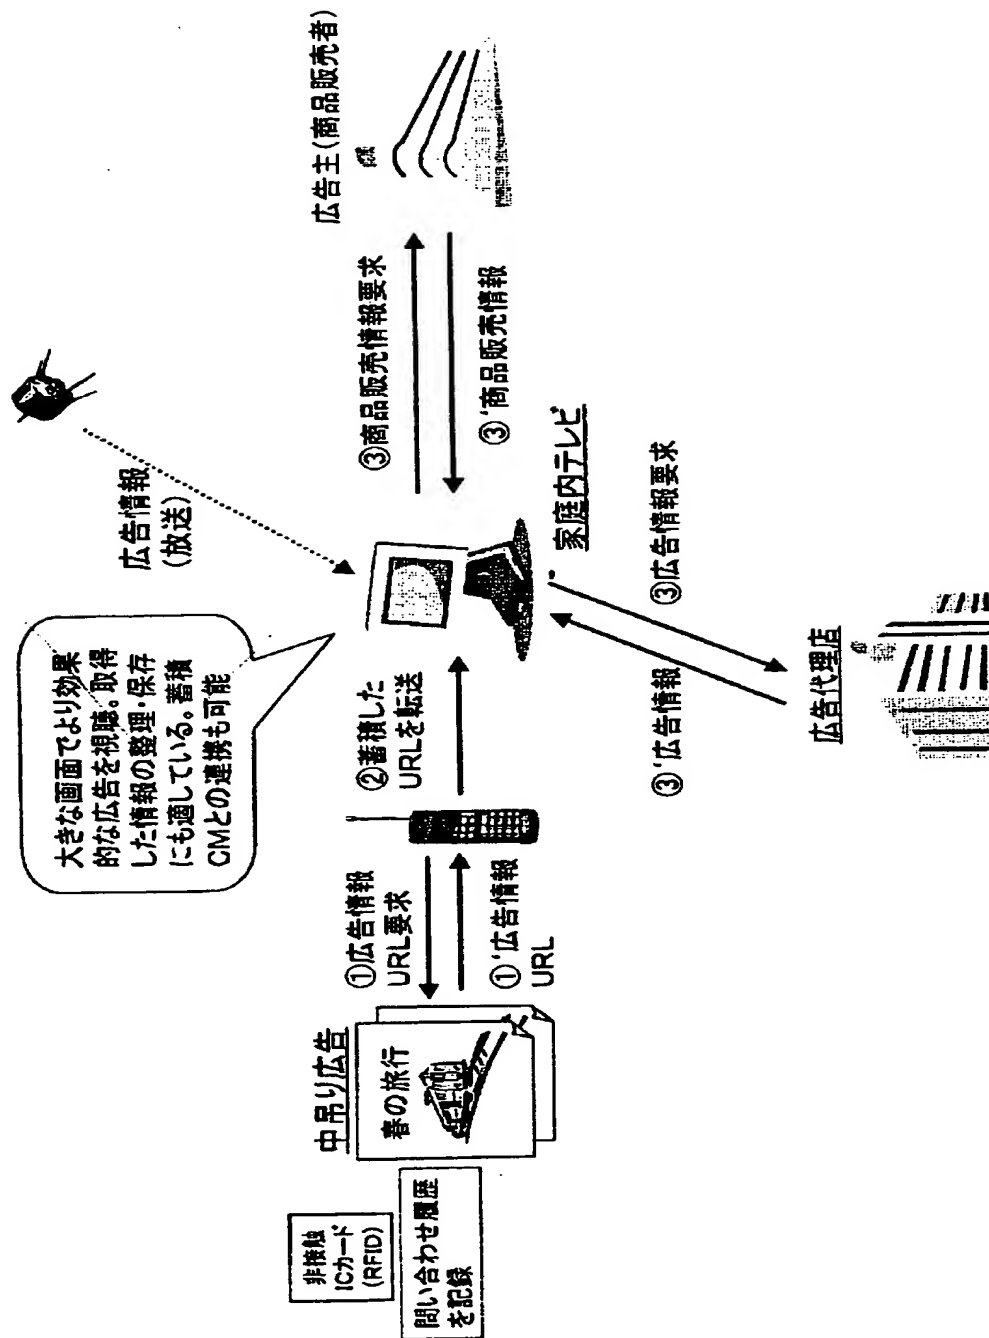 非接触
ICカード
(RFID)
問い合わせ履歴
を記録
中吊り広告
春の旅行
①広告情報
URL要求
①'広告情報
URL
②蓄積した
URLを転送
大きな画面でより効果
的な広告を視聴。取得
した情報の整理・保存
にも適している。蓄積
CMとの連携も可能
広告情報
(放送)
家庭内テレビ
③商品販売情報要求
③'商品販売情報
広告主(商品販売者)
③'広告情報
③広告情報要求
広告代理店